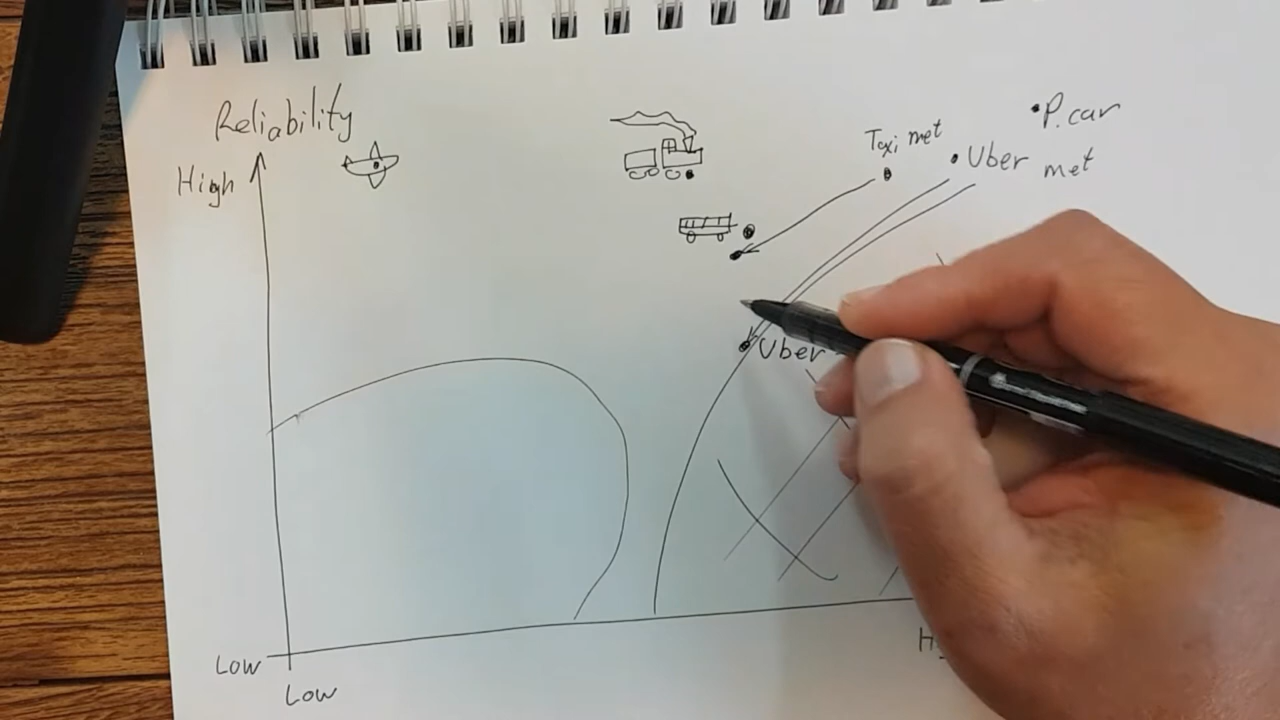 Reliability
High
P.car
Taxi met
Uber met
Uber
Low
Low